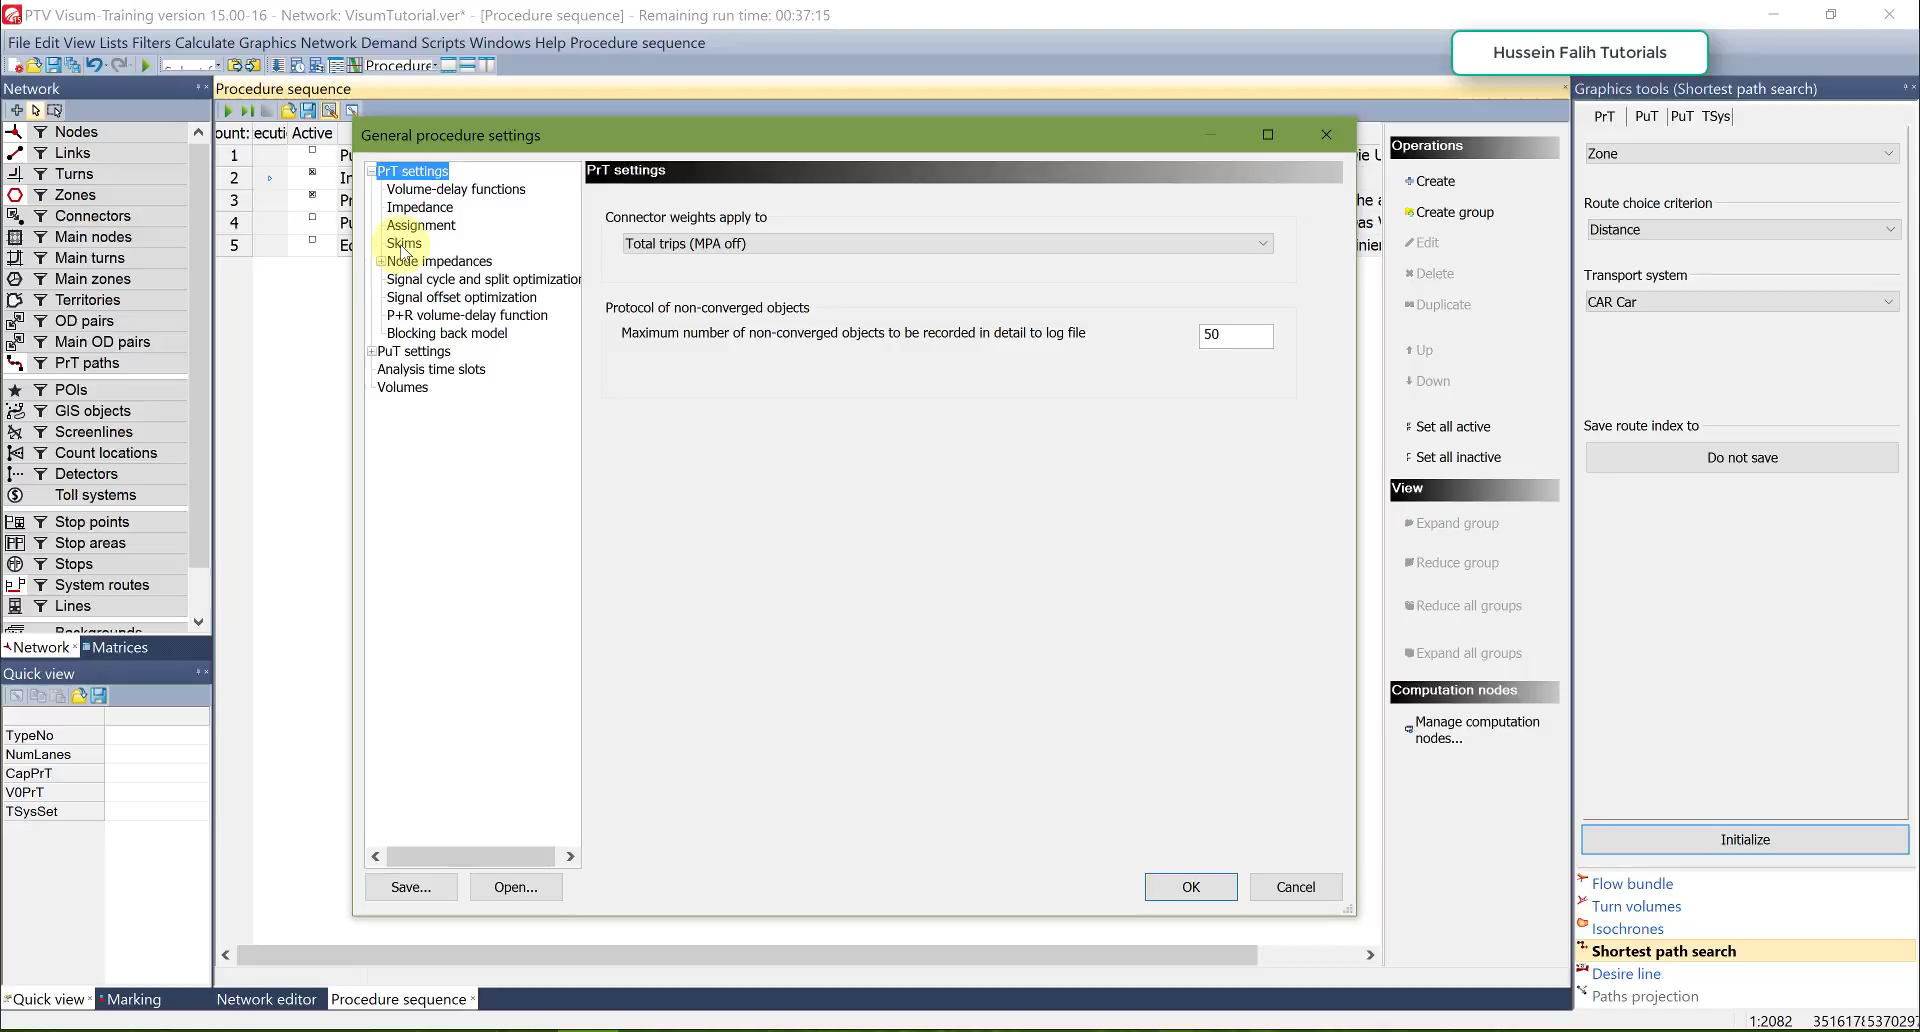 PTV Visum-Training version 15.00-16 - Network: VisumTutorial.ver* - [Procedure sequence] - Remaining run time: 00:37:15
File Edit View Lists Filters Calculate Graphics Network Demand Scripts Windows Help Procedure sequence
Hussein Falih Tutorials
Procedure
Network
Nodes
Links
Turns
Zones
Connectors
Main nodes
Main turns
Main zones
Territories
OD pairs
Main OD pairs
PrT paths
POIs
GIS objects
Screenlines
Count locations
Detectors
Toll systems
Stop points
Stop areas
Stops
System routes
Lines
Backgrounds
Network
Matrices
Quick view
TypeNo
NumLanes
CapPrT
V0PrT
TSysSet
Quick view
Marking
Procedure sequence
ount: ecuti Active
1
2
3
4
5
General procedure settings
PrT settings
Volume-delay functions
Impedance
Assignment
Skims
Node impedances
Signal cycle and split optimization
Signal offset optimization
P+R volume-delay function
Blocking back model
PuT settings
Analysis time slots
Volumes
PrT settings
Connector weights apply to
Total trips (MPA off)
Protocol of non-converged objects
Maximum number of non-converged objects to be recorded in detail to log file
50
Save...
Open...
OK
Cancel
Network editor
Procedure sequence
Operations
Create
Create group
Edit
Delete
Duplicate
Up
Down
Set all active
Set all inactive
View
Expand group
Reduce group
Reduce all groups
Expand all groups
Computation nodes
Manage computation
nodes...
Graphics tools (Shortest path search)
PrT
PuT
PuT TSys
Zone
Route choice criterion
Distance
Transport system
CAR Car
Save route index to
Do not save
Initialize
Flow bundle
Turn volumes
Isochrones
Shortest path search
Desire line
Paths projection
1:2082